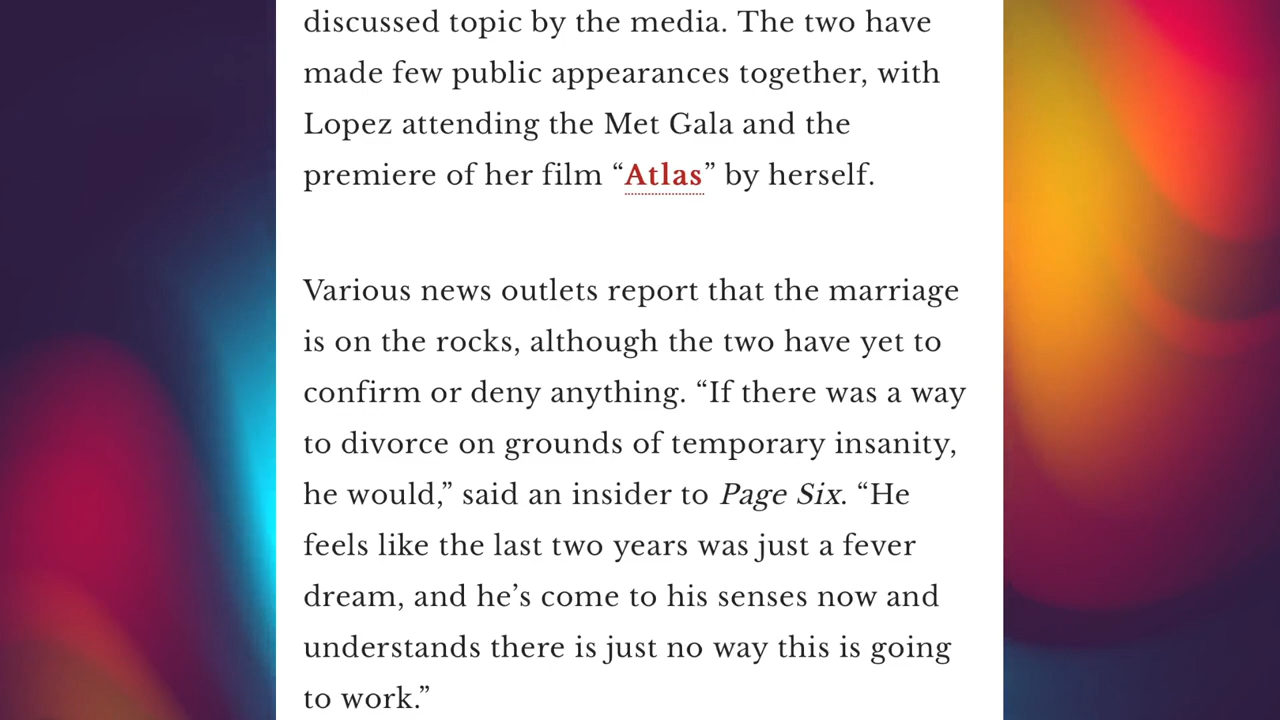 discussed topic by the media. The two have
made few public appearances together, with
Lopez attending the Met Gala and the
premiere of her film “Atlas” by herself.
Various news outlets report that the marriage
is on the rocks, although the two have yet to
confirm or deny anything. “If there was a way
to divorce on grounds of temporary insanity,
he would,” said an insider to Page Six. “He
feels like the last two years was just a fever
dream, and he’s come to his senses now and
understands there is just no way this is going
to work.”